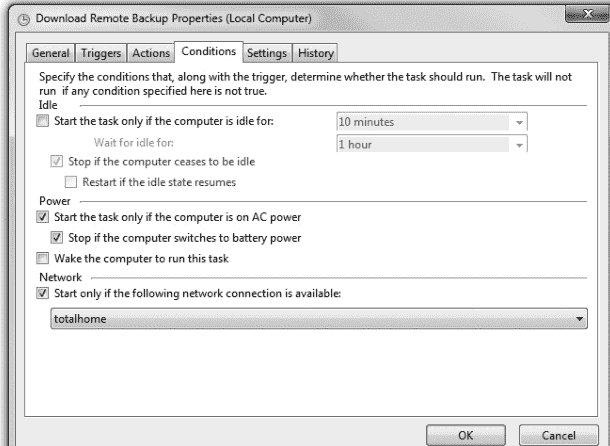 Download Remote Backup Properties (Local Computer)
General Triggers Actions Conditions Settings History
Specify the conditions that, along with the trigger, determine whether the task should run. The task will not
run if any condition specified here is not true.
Idle
Start the task only if the computer is idle for: 10 minutes
Wait for idle for: 1 hour
Stop if the computer ceases to be idle
Restart if the idle state resumes
Power
Start the task only if the computer is on AC power
Stop if the computer switches to battery power
Wake the computer to run this task
Network
Start only if the following network connection is available:
totalhome
OK Cancel